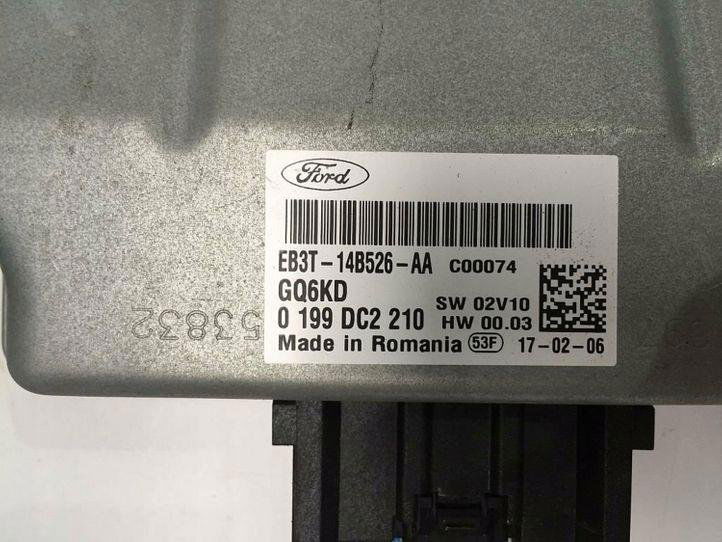 Ford
EB3T-14B526-AA C00074
GQ6KD
SW 02V10
0 199 DC2 210 HW 00.03
Made in Romania 53F 17-02-06
53832